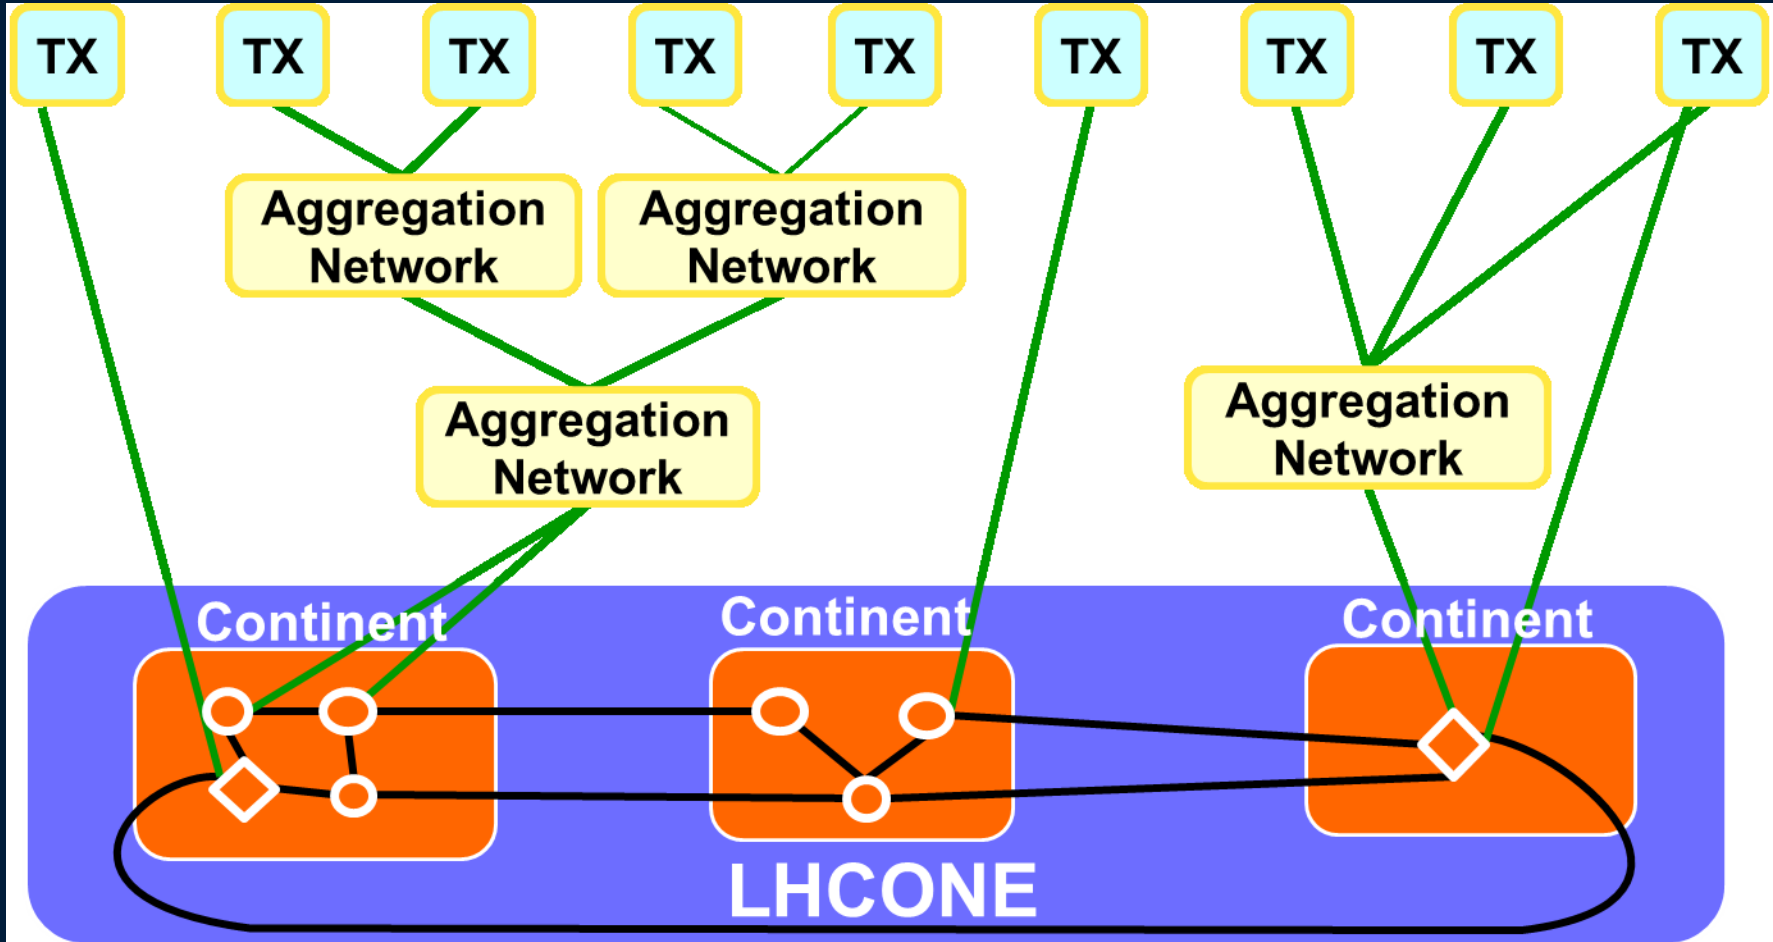 TX
TX
TX
TX
TX
TX
TX
TX
TX
Aggregation
Network
Aggregation
Network
Aggregation
Network
Aggregation
Network
Continent
Continent
Continent
LHCONE